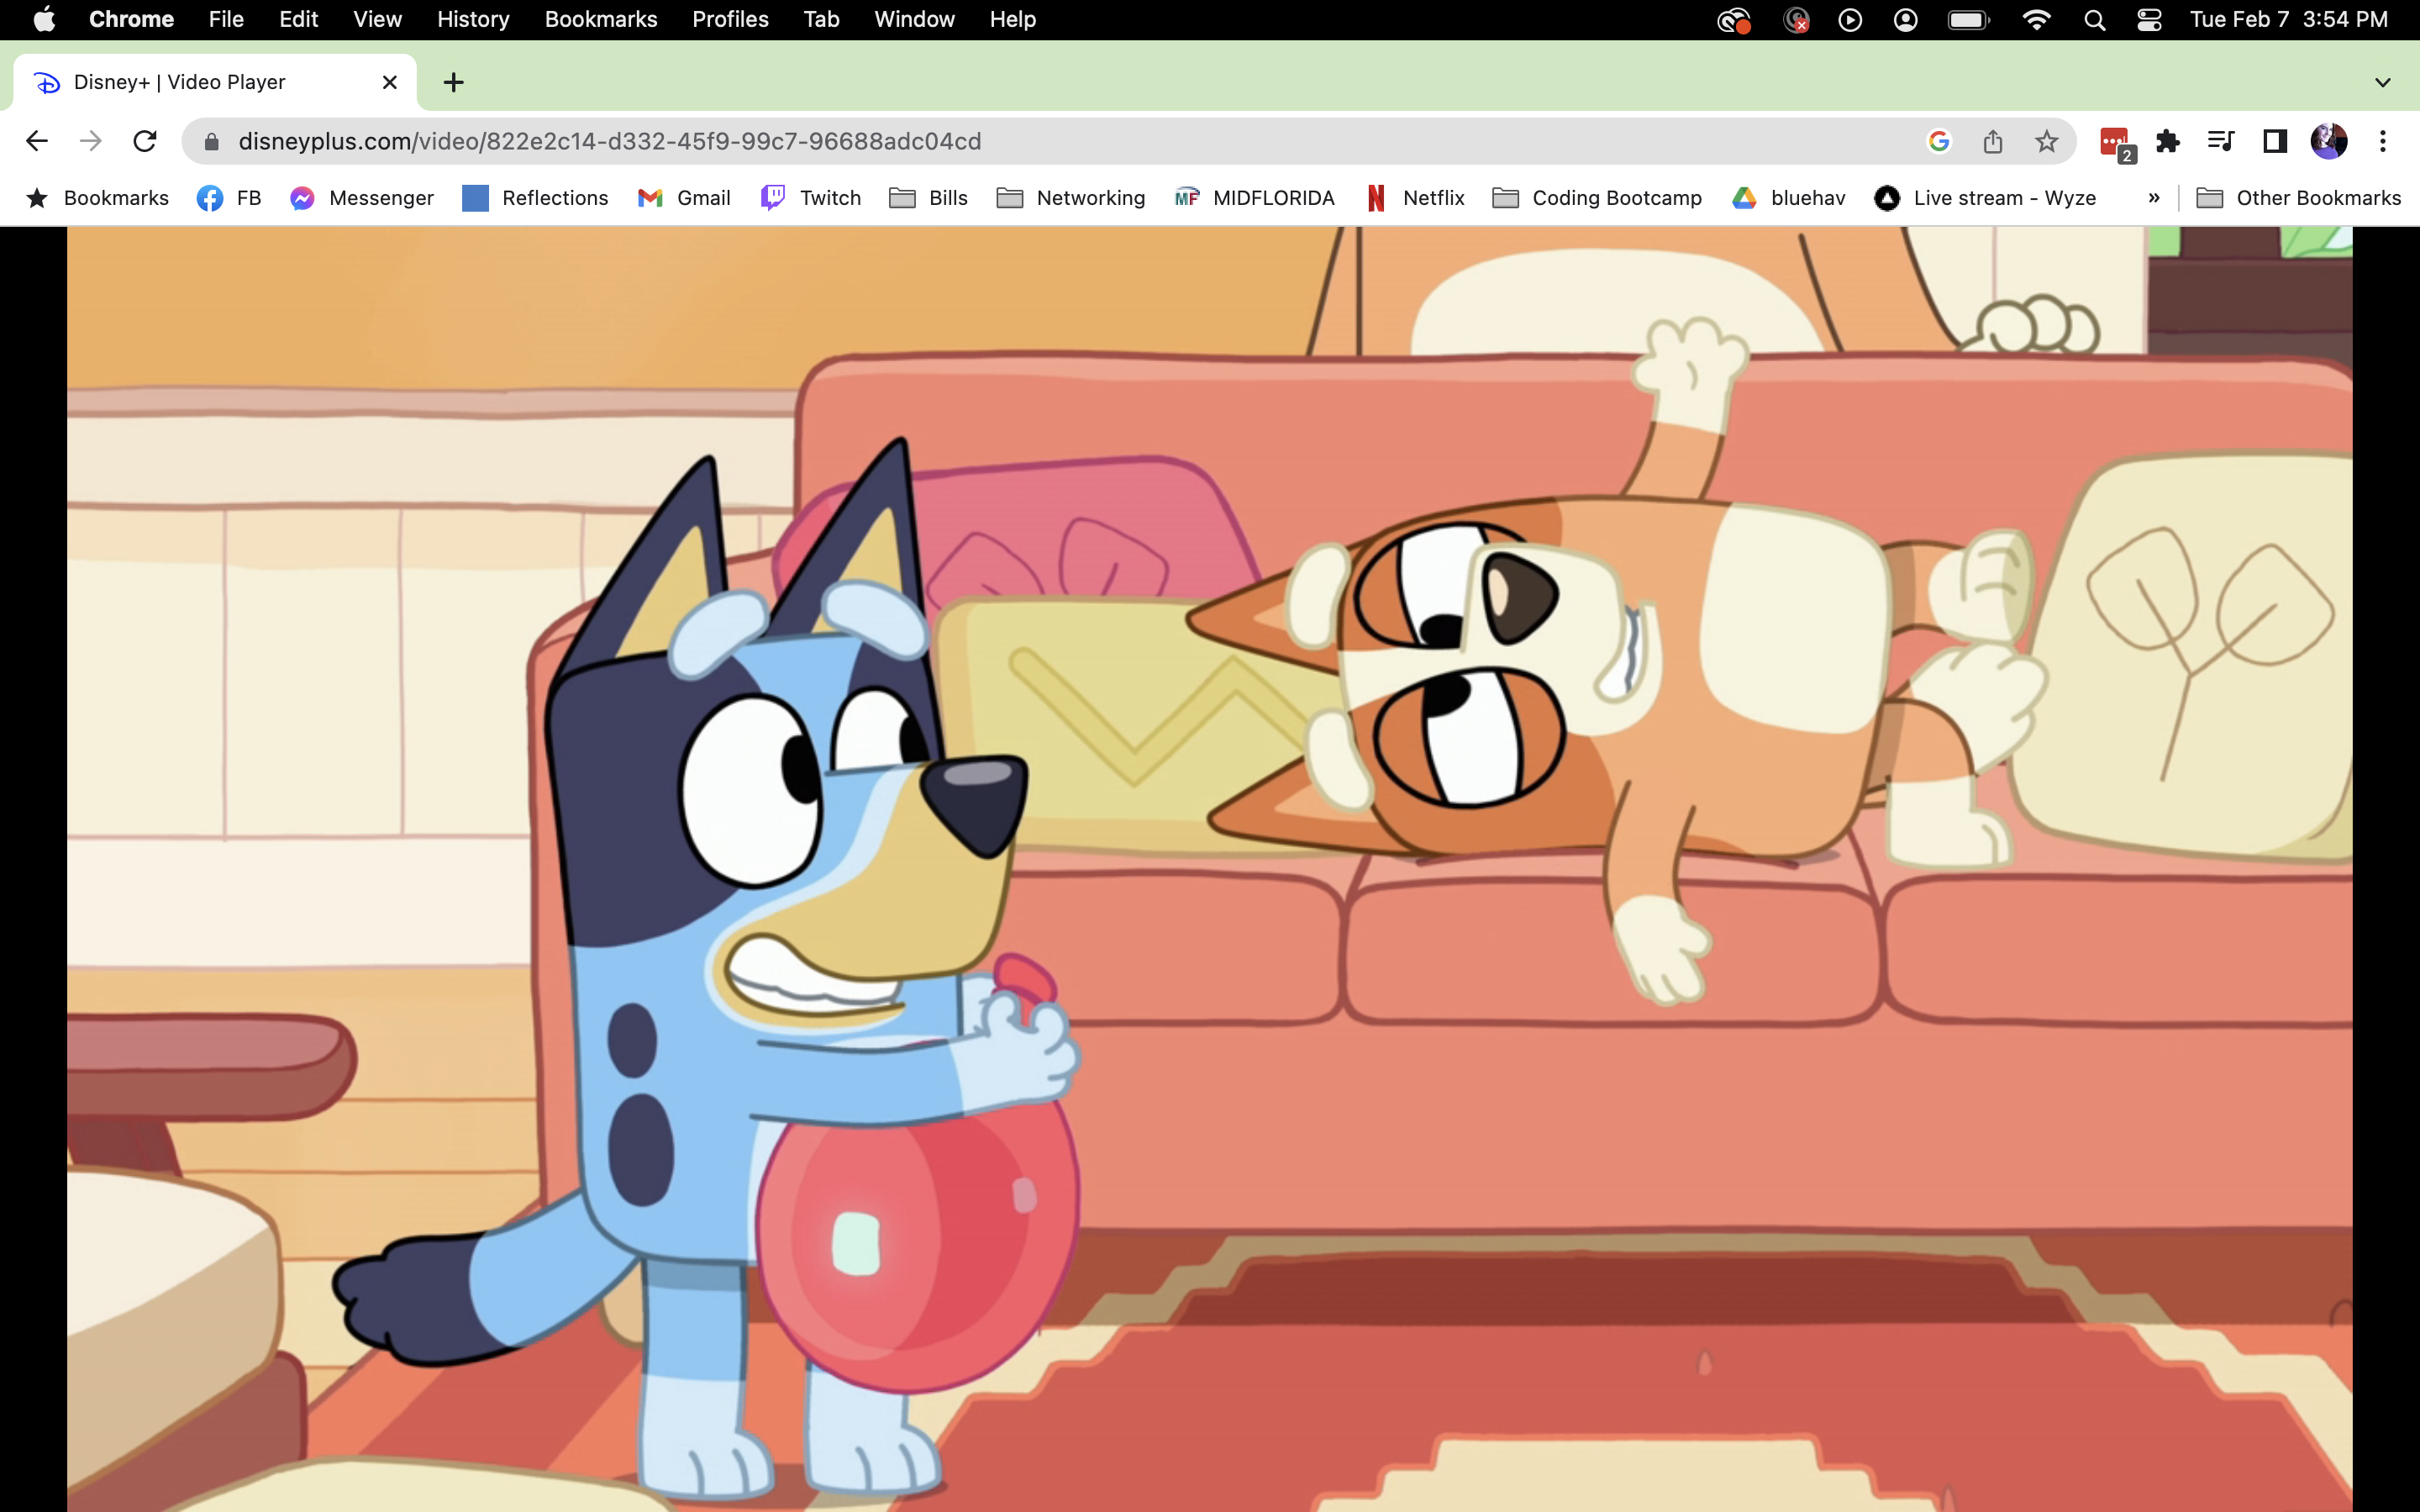 Chrome File Edit View History Bookmarks Profiles Tab Window Help Tue Feb 7 3:54 PM
Disney+ | Video Player
disneyplus.com/video/822e2c14-d332-45f9-99c7-96688adc04cd
2
Bookmarks FB Messenger Reflections Gmail Twitch Bills Networking MF MIDFLORIDA Netflix Coding Bootcamp bluehav Live stream - Wyze » Other Bookmarks